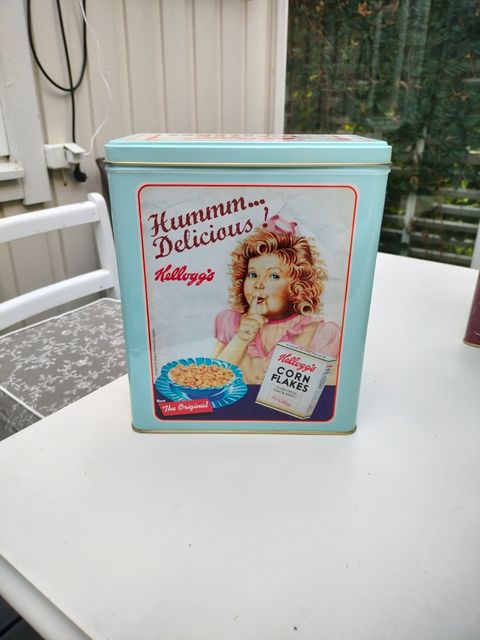 Hummm...
Delicious!
Kellogg's
Kellogg's
CORN
FLAKES
The Original